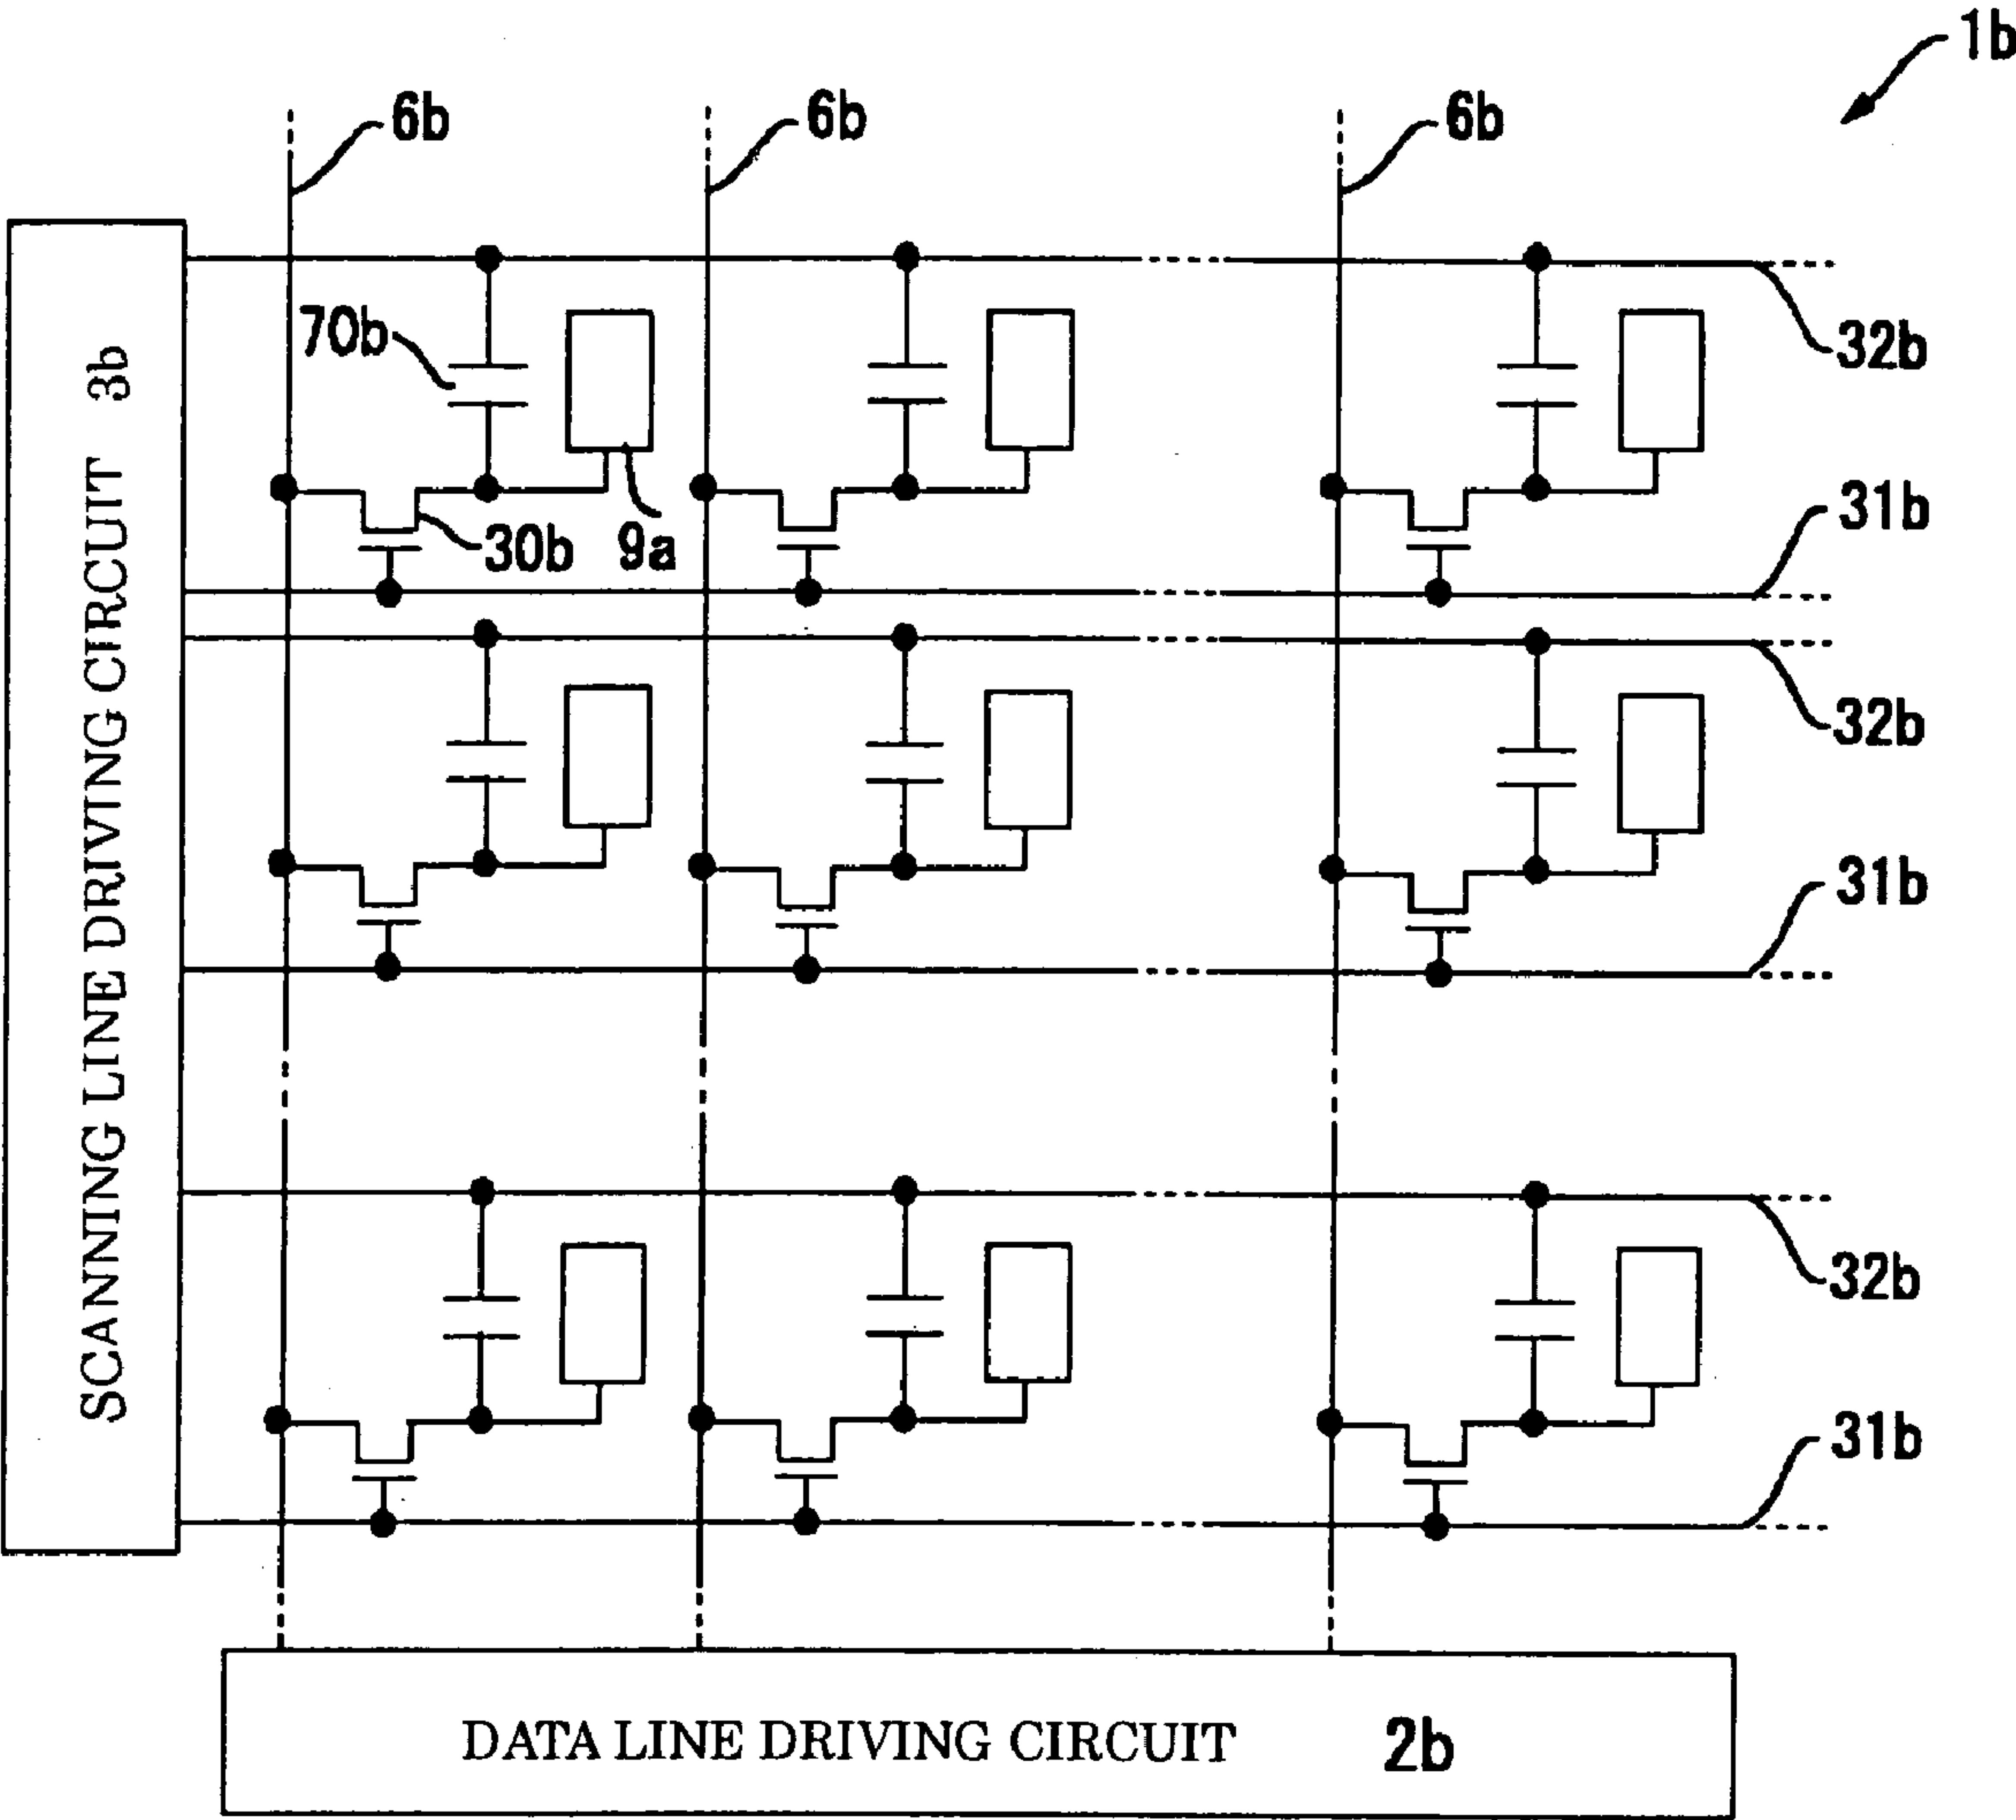 1b
6b
6b
6b
70b
32b
SCANNING LINE DRIVING CIRCUIT 3b
30b
9a
31b
32b
31b
32b
31b
DATA LINE DRIVING CIRCUIT 2b